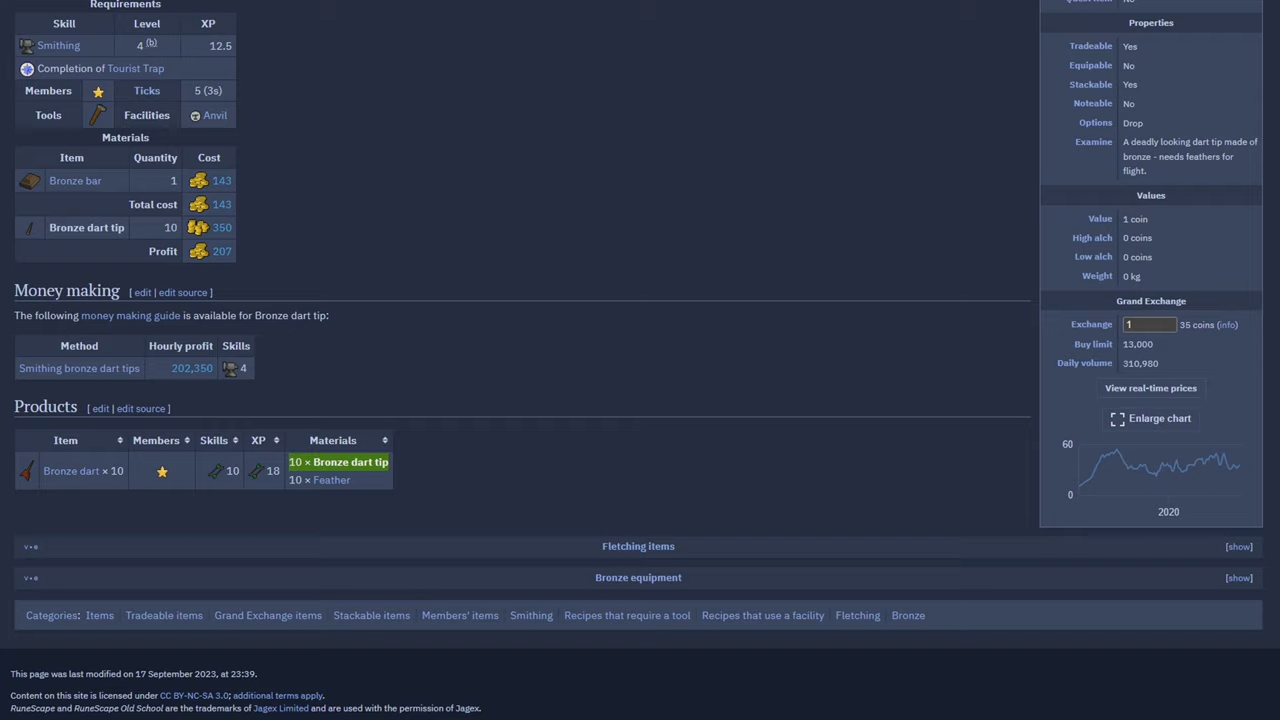 Requirements
Skill Level XP
Smithing 4 (b) 12.5
Completion of Tourist Trap
Members Ticks 5 (3s)
Tools Facilities Anvil
Materials
Item Quantity Cost
Bronze bar 1 143
Total cost 143
Bronze dart tip 10 350
Profit 207
Money making [ edit | edit source ]
The following money making guide is available for Bronze dart tip:
Method Hourly profit Skills
Smithing bronze dart tips 202,350 4
Products [ edit | edit source ]
Item Members Skills XP Materials
Bronze dart × 10 10 18 10 × Bronze dart tip
10 × Feather
Properties
Tradeable Yes
Equipable No
Stackable Yes
Noteable No
Options Drop
Examine A deadly looking dart tip made of
bronze - needs feathers for
flight.
Values
Value 1 coin
High alch 0 coins
Low alch 0 coins
Weight 0 kg
Grand Exchange
Exchange 1 35 coins (info)
Buy limit 13,000
Daily volume 310,980
View real-time prices
Enlarge chart
60
0
2020
v • e Fletching items [show]
v • e Bronze equipment [show]
Categories: Items Tradeable items Grand Exchange items Stackable items Members' items Smithing Recipes that require a tool Recipes that use a facility Fletching Bronze
This page was last modified on 17 September 2023, at 23:39.
Content on this site is licensed under CC BY-NC-SA 3.0; additional terms apply.
RuneScape and RuneScape Old School are the trademarks of Jagex Limited and are used with the permission of Jagex.